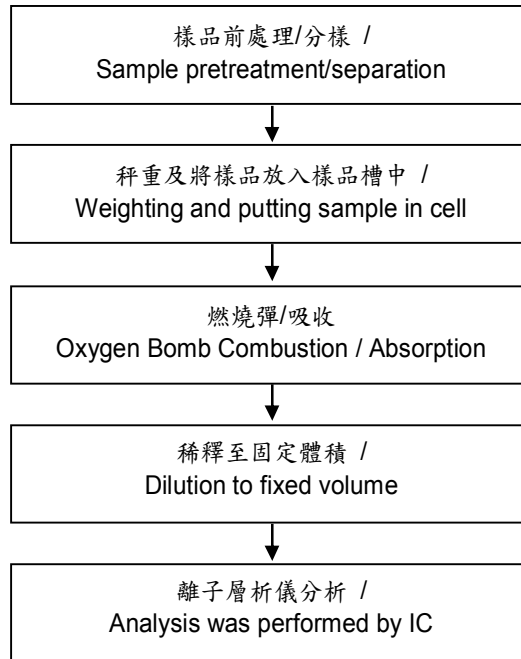 樣品前處理/分樣 /
Sample pretreatment/separation
秤重及將樣品放入樣品槽中 /
Weighting and putting sample in cell
燃燒彈/吸收
Oxygen Bomb Combustion / Absorption
稀釋至固定體積 /
Dilution to fixed volume
離子層析儀分析 /
Analysis was performed by IC